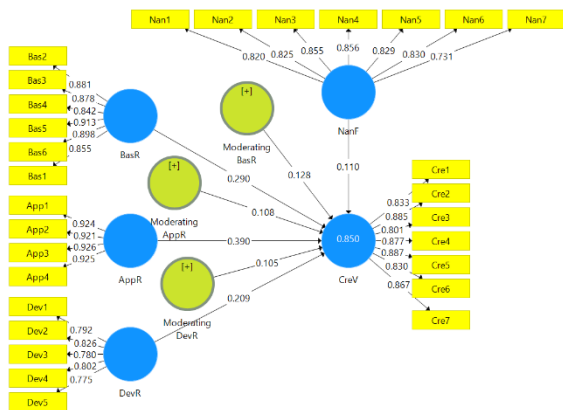 Nan1 Nan2 Nan3 Nan4 Nan5 Nan6 Nan7
0.820 0.825 0.855 0.856 0.829 0.830 0.731
NanF
0.110
Bas2
Bas3
Bas4
Bas5
Bas6
Bas1
0.881
0.878
0.842
0.913
0.898
0.855
BasR
0.290
[+]
Moderating
BasR
0.128
[+]
Moderating
AppR
0.108
App1
App2
App3
App4
0.924
0.921
0.926
0.925
AppR
0.390
[+]
Moderating
DevR
0.105
Dev1
Dev2
Dev3
Dev4
Dev5
0.792
0.826
0.780
0.802
0.775
DevR
0.209
0.850
CreV
0.833
0.885
0.801
0.877
0.887
0.830
0.867
Cre1
Cre2
Cre3
Cre4
Cre5
Cre6
Cre7